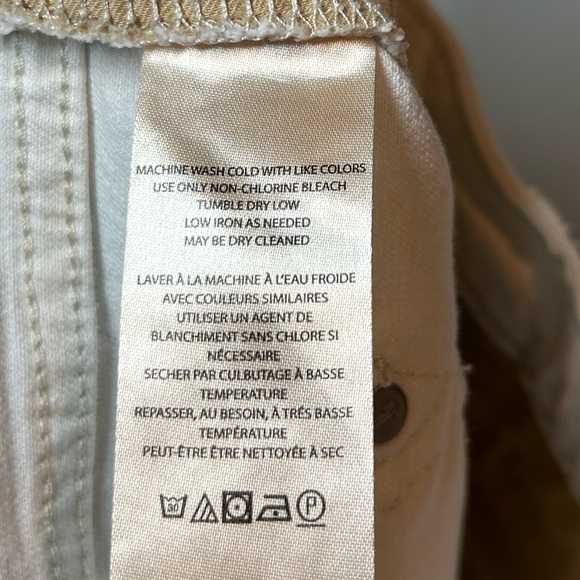 MACHINE WASH COLD WITH LIKE COLORS
USE ONLY NON-CHLORINE BLEACH
TUMBLE DRY LOW
LOW IRON AS NEEDED
MAY BE DRY CLEANED
LAVER À LA MACHINE À L'EAU FROIDE
AVEC COULEURS SIMILAIRES
UTILISER UN AGENT DE
BLANCHIMENT SANS CHLORE SI
NÉCESSAIRE
SECHER PAR CULBUTAGE À BASSE
TEMPERATURE
REPASSER, AU BESOIN, À TRÉS BASSE
TEMPÉRATURE
PEUT-ÊTRE ÊTRE NETTOYÉE À SEC
30 P